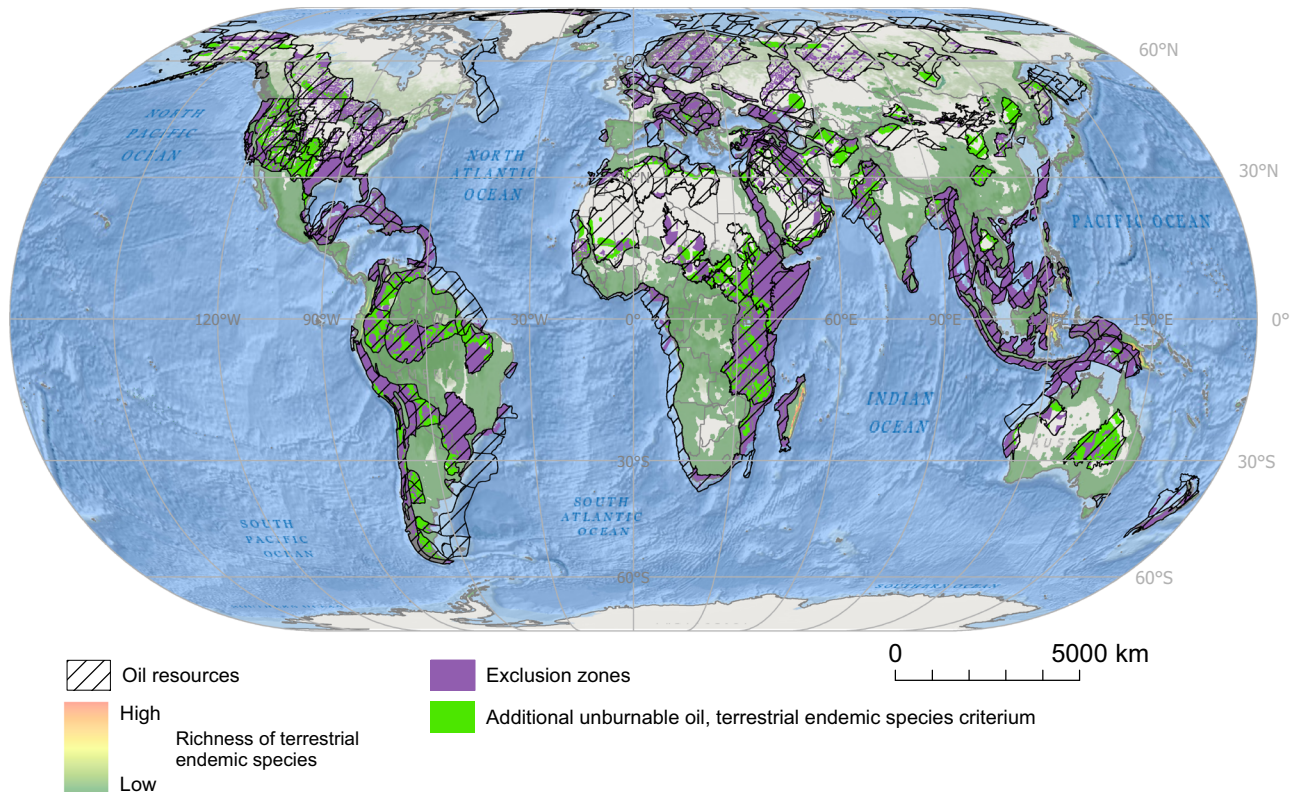 60°N
NORTH
PACIFIC
OCEAN
NORTH
ATLANTIC
OCEAN
30°N
PACIFIC OCEAN
120°W
90°W
30°W
0°
60°E
90°E
150°E
0°
INDIAN
OCEAN
30°S
30°S
SOUTH
ATLANTIC
OCEAN
SOUTH
PACIFIC
OCEAN
60°S
60°S
SOUTHERN OCEAN
0
5000 km
Oil resources
Exclusion zones
High
Additional unburnable oil, terrestrial endemic species criterium
Richness of terrestrial
endemic species
Low